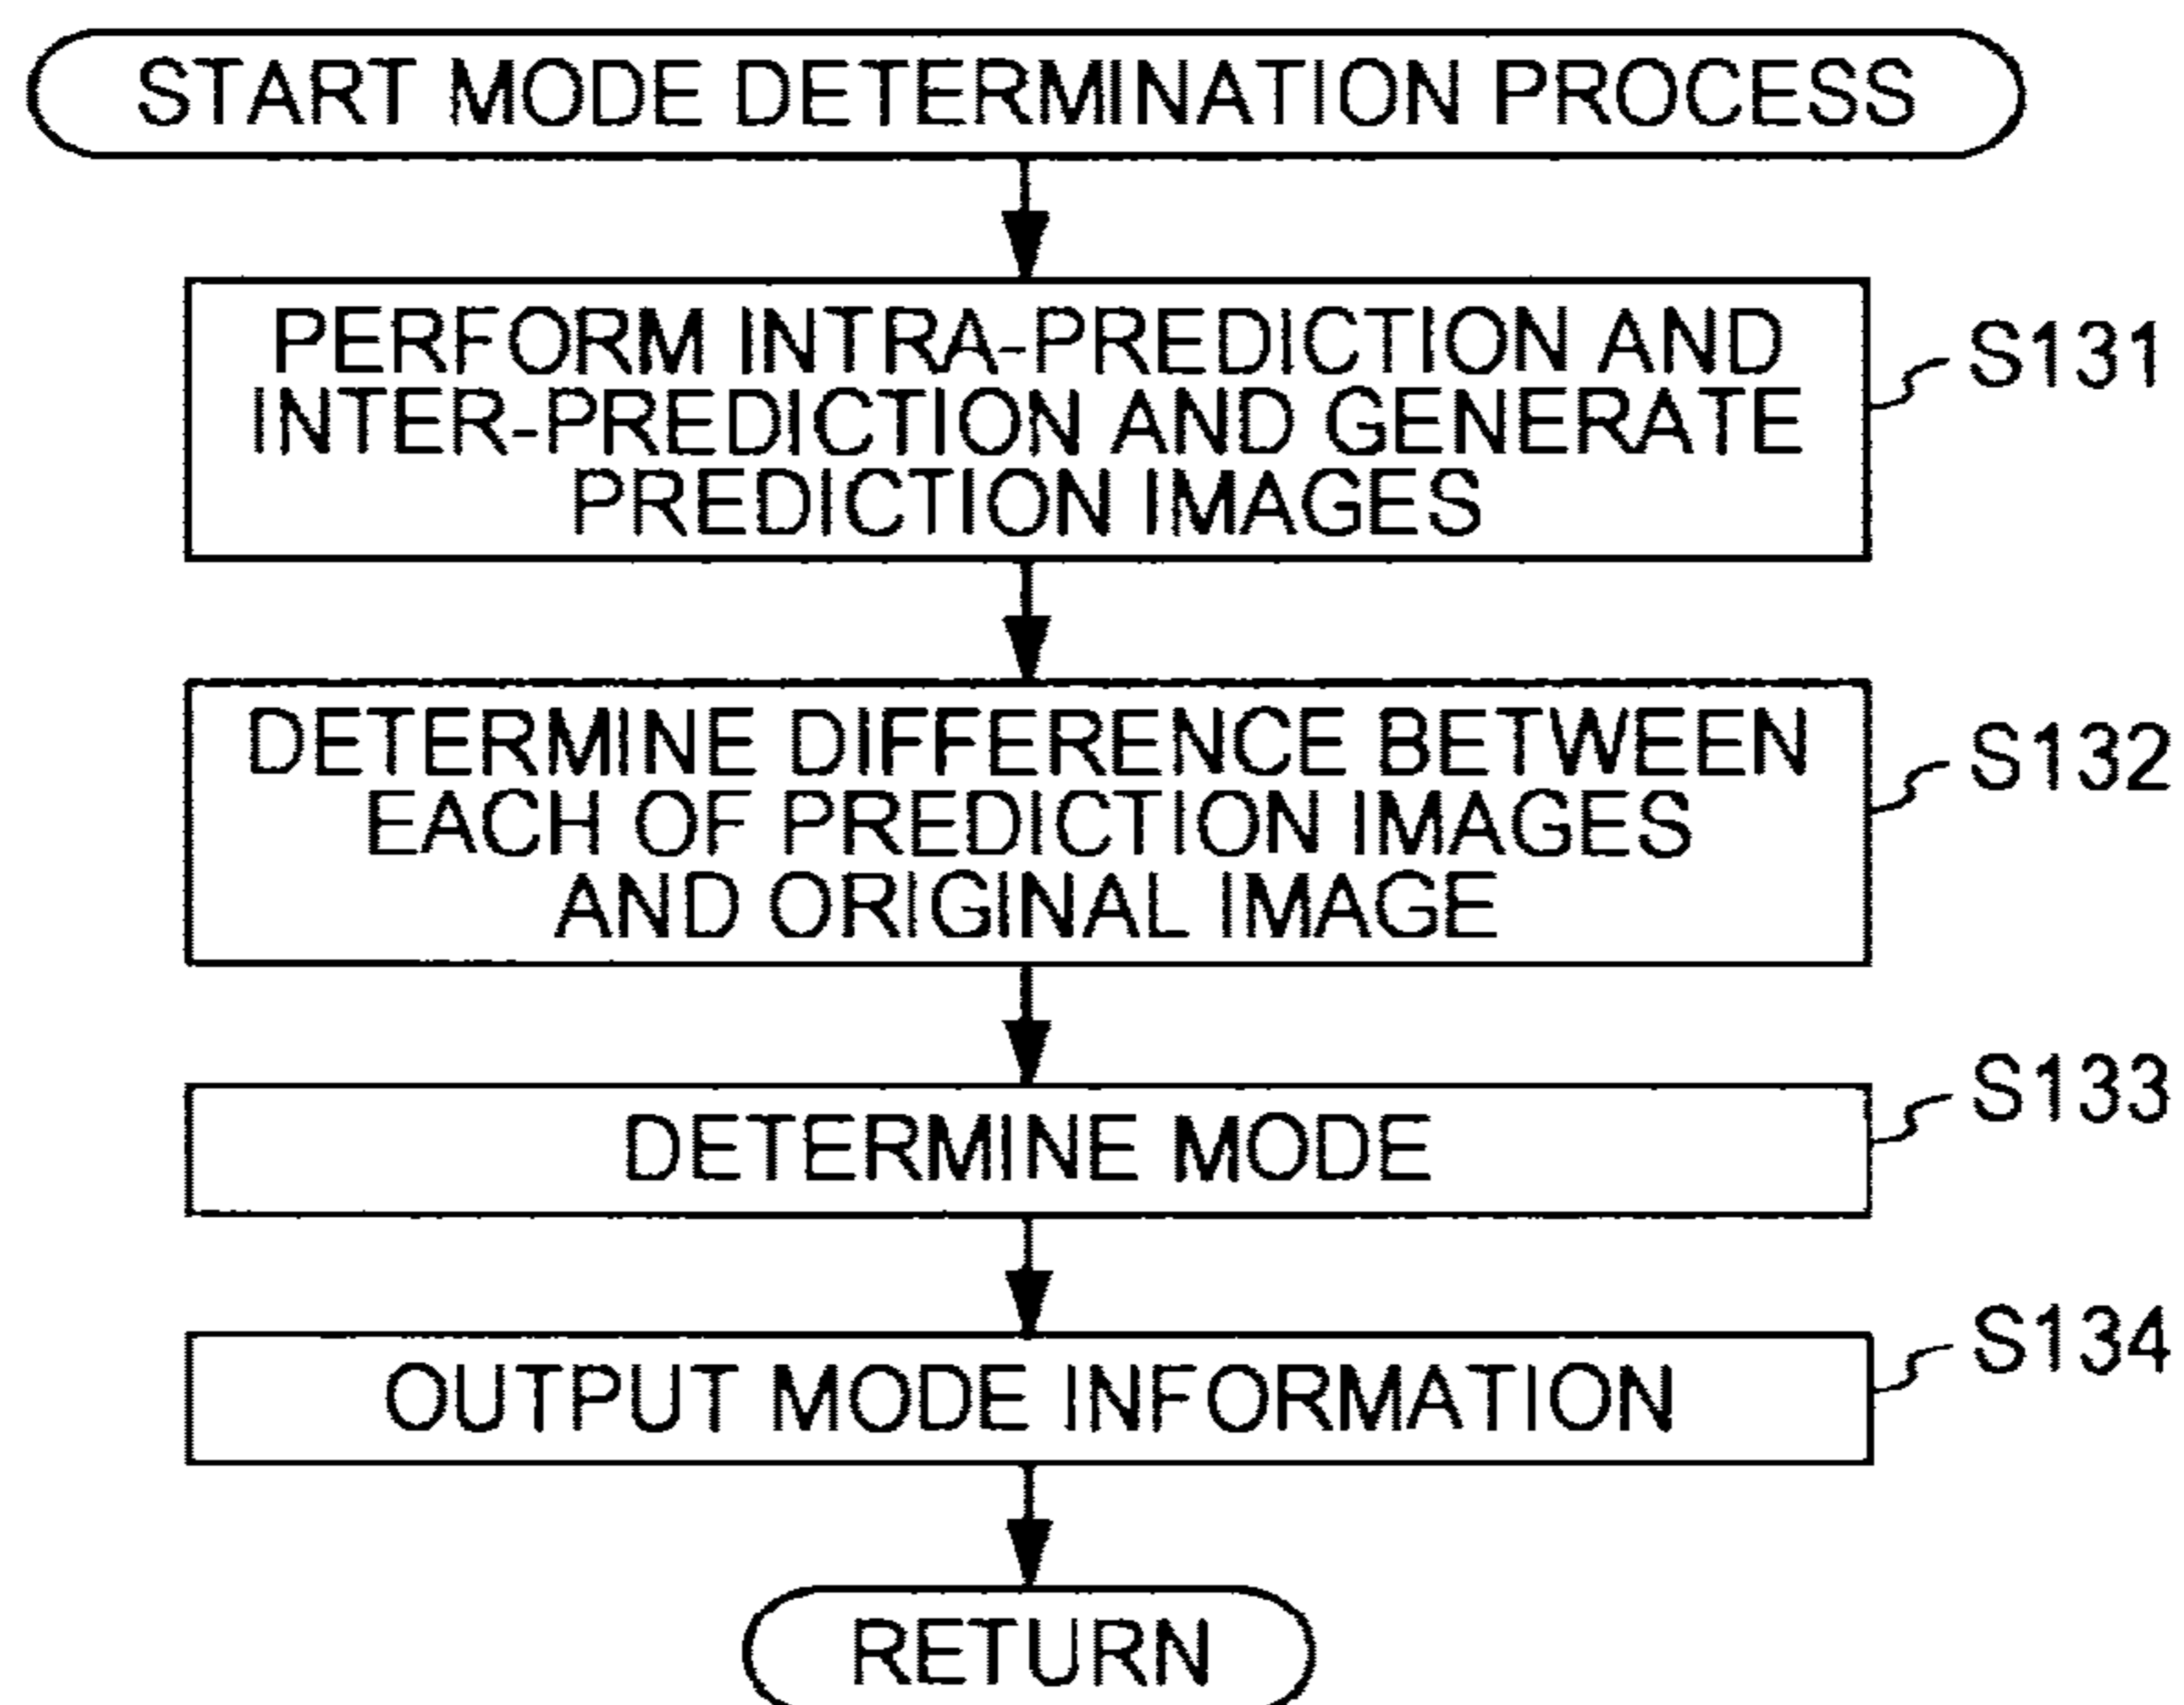 START MODE DETERMINATION PROCESS
PERFORM INTRA-PREDICTION AND
INTER-PREDICTION AND GENERATE
PREDICTION IMAGES
S131
DETERMINE DIFFERENCE BETWEEN
EACH OF PREDICTION IMAGES
AND ORIGINAL IMAGE
S132
DETERMINE MODE
S133
OUTPUT MODE INFORMATION
S134
RETURN